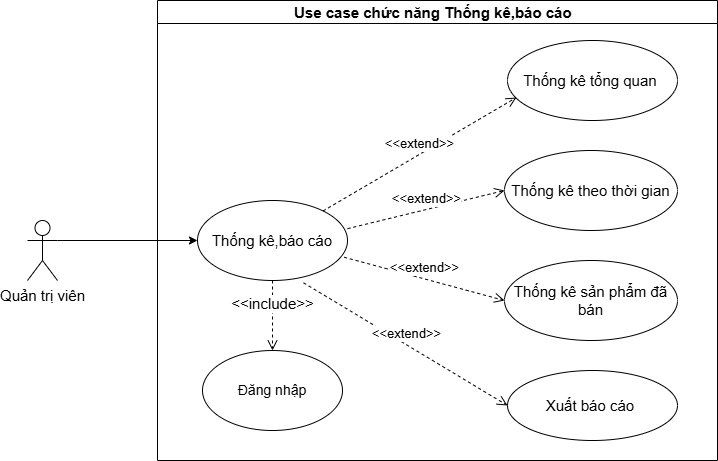 Use case chức năng Thống kê,báo cáo
Thống kê tổng quan
<<extend>>
Thống kê theo thời gian
<<extend>>
Thống kê,báo cáo
<<extend>>
Thống kê sản phẩm đã
bán
Quản trị viên
<<include>>
<<extend>>
Đăng nhập
Xuất báo cáo